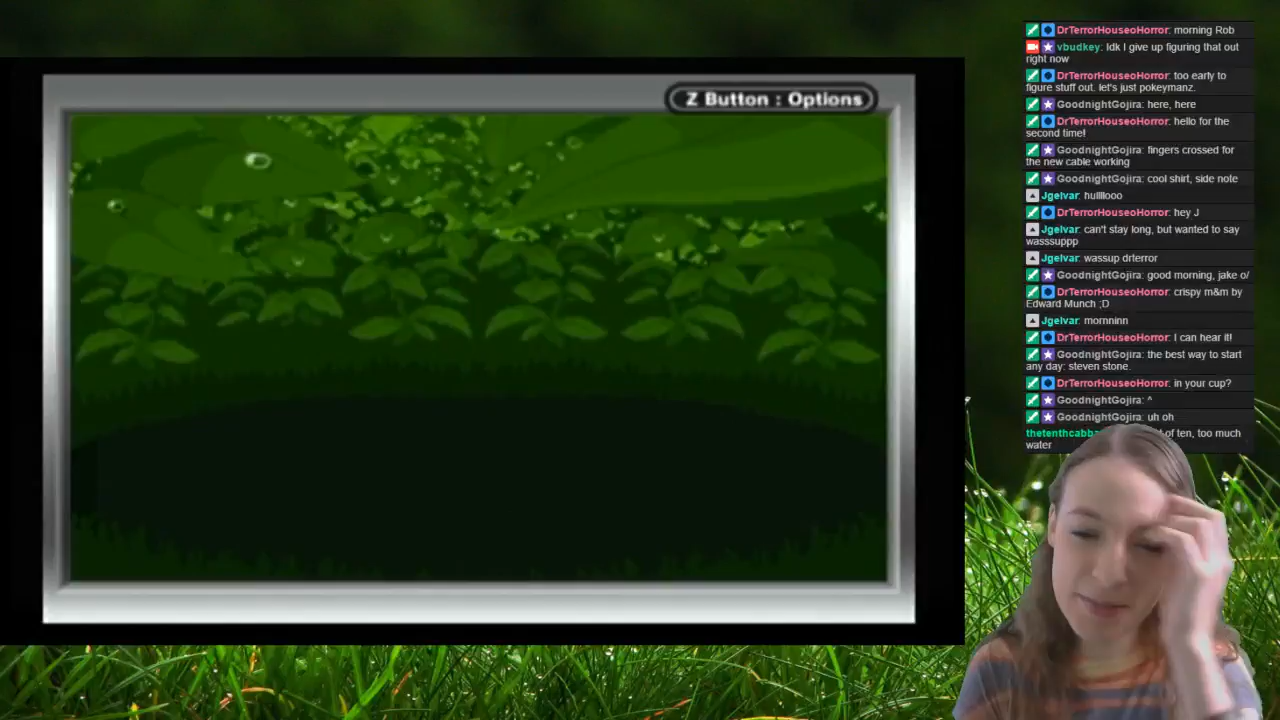 Z Button : Options
DrTerrorHouseoHorror: morning Rob
vbudkey: Idk I give up figuring that out
right now
DrTerrorHouseoHorror: too early to
figure stuff out. let's just pokeymanz.
GoodnightGojira: here, here
DrTerrorHouseoHorror: hello for the
second time!
GoodnightGojira: fingers crossed for
the new cable working
GoodnightGojira: cool shirt, side note
Jgelvar: hullllooo
DrTerrorHouseoHorror: hey J
Jgelvar: can't stay long, but wanted to say
wasssuppp
Jgelvar: wassup drterror
GoodnightGojira: good morning, jake o/
DrTerrorHouseoHorror: crispy m&m by
Edward Munch ;D
Jgelvar: mornninn
DrTerrorHouseoHorror: I can hear it!
GoodnightGojira: the best way to start
any day: steven stone.
DrTerrorHouseoHorror: in your cup?
GoodnightGojira: ^
GoodnightGojira: uh oh
of ten, too much
water